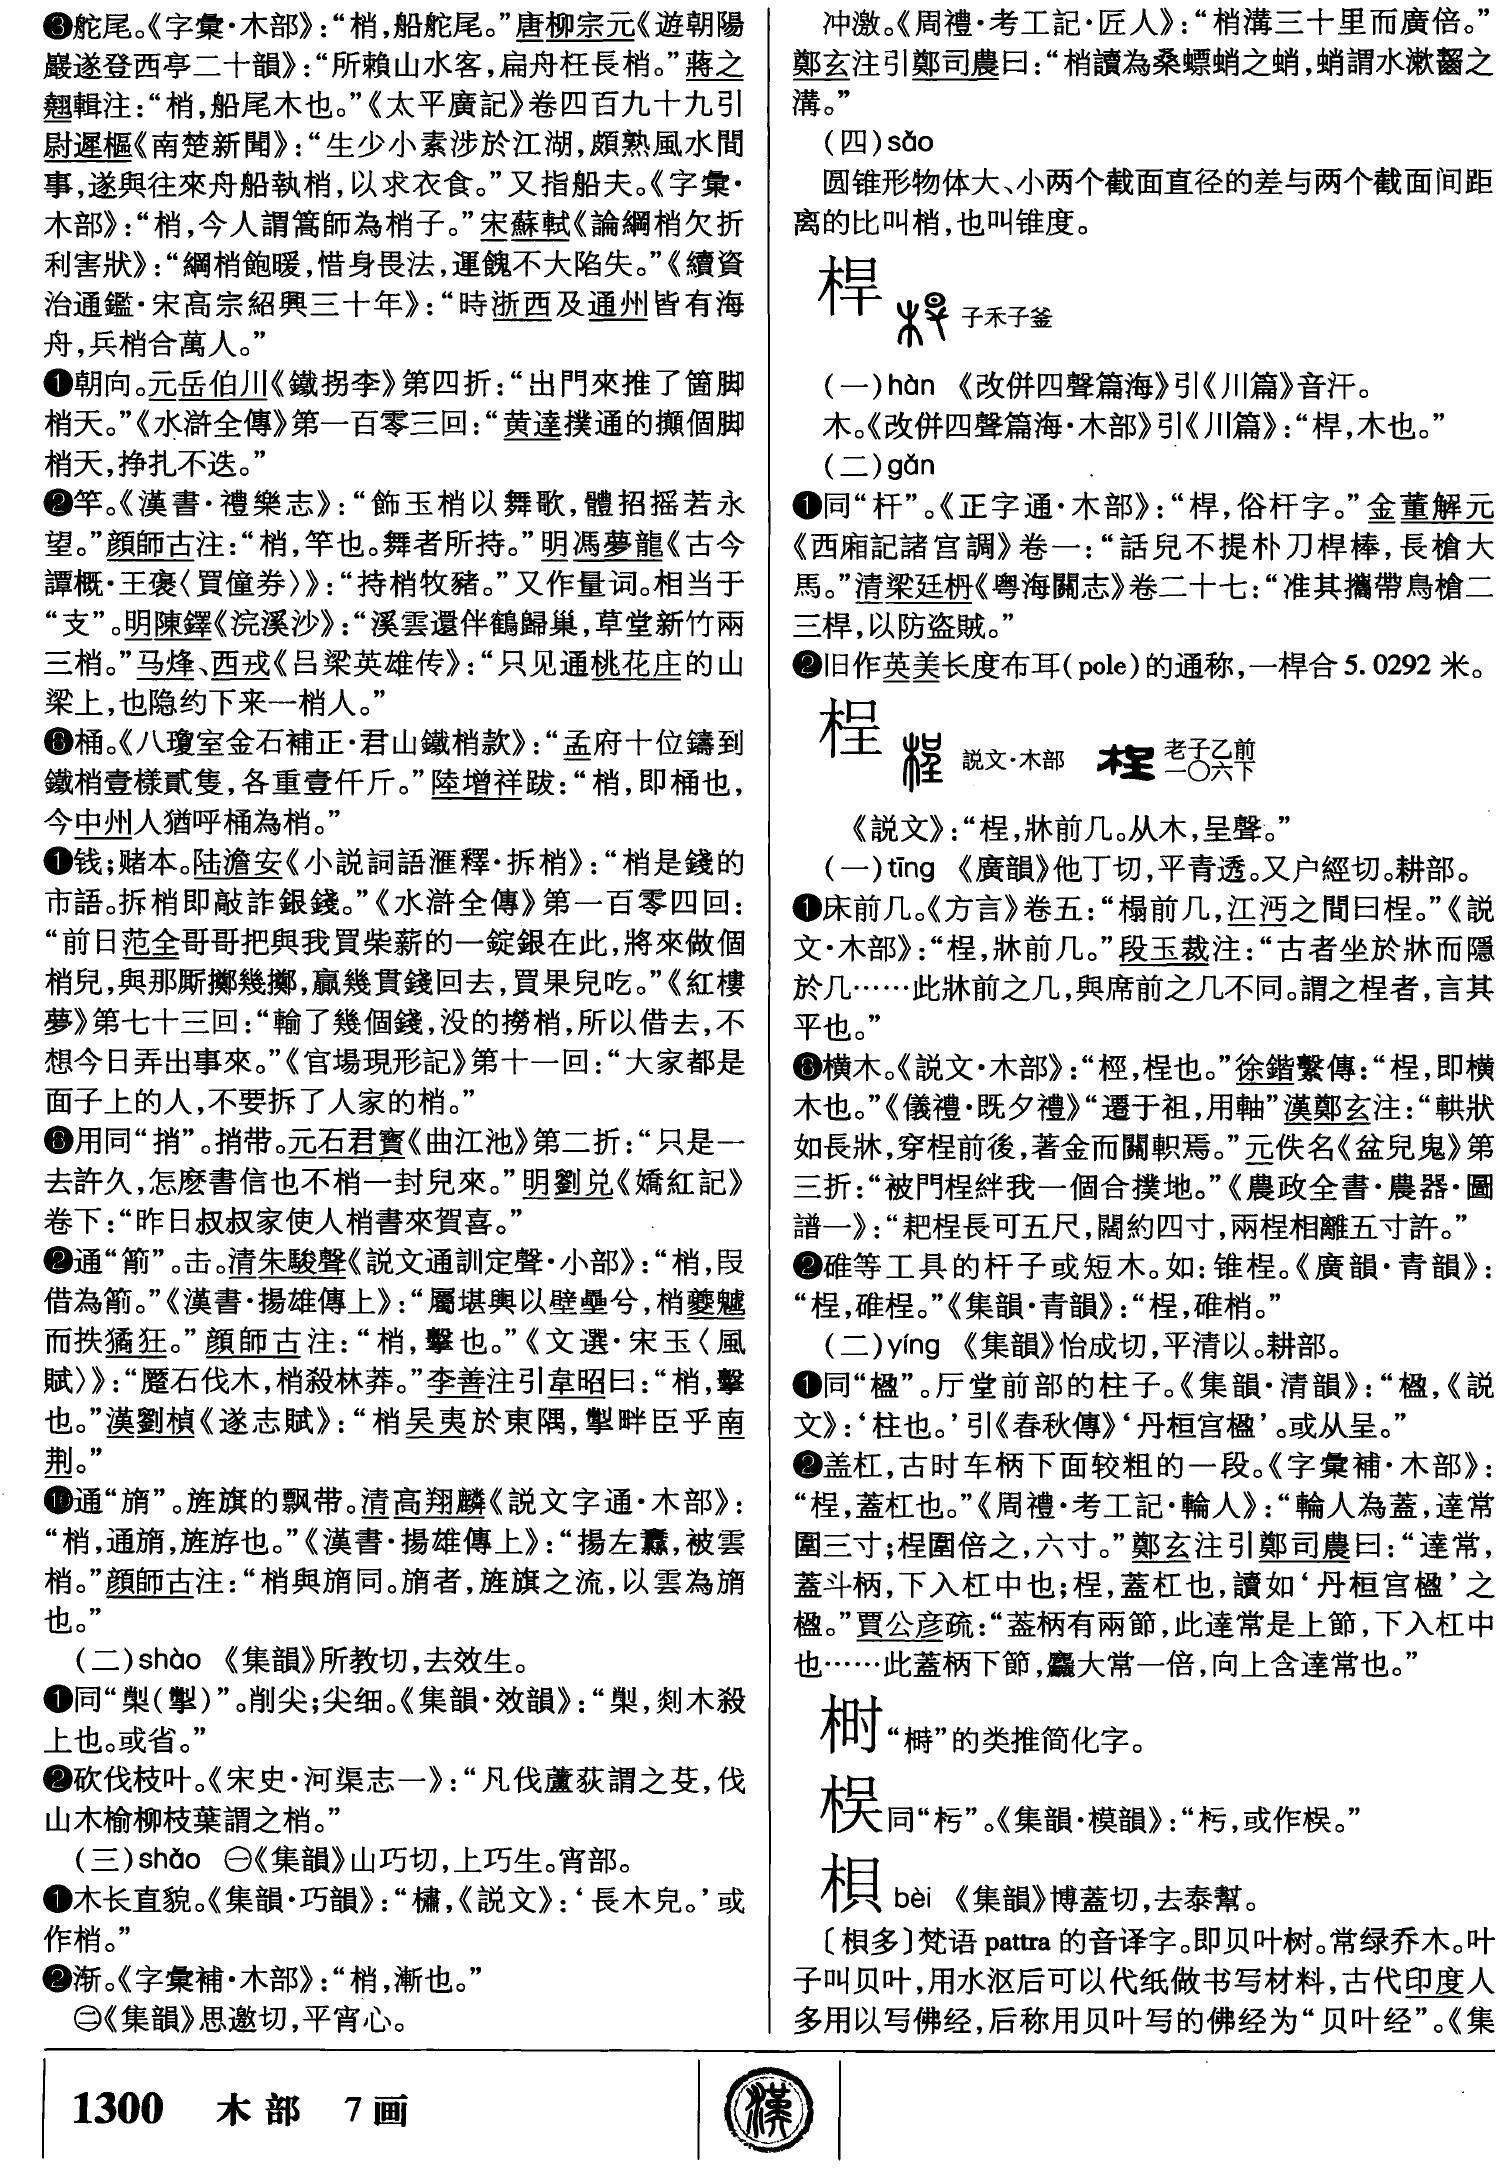 ❸舵尾。《字彙·木部》：“梢，船舵尾。”唐柳宗元《遊朝陽
巖遂登西亭二十韻》：“所賴山水客，扁舟枉長梢。”蔣之
翹輯注：“梢，船尾木也。”《太平廣記》卷四百九十九引
尉遲樞《南楚新聞》：“生少小素涉於江湖，頗熟風水間
事，遂與往來舟船執梢，以求衣食。”又指船夫。《字彙·
木部》：“梢，今人謂篙師為梢子。”宋蘇軾《論綱梢欠折
利害狀》：“綱梢飽暖，惜身畏法，運餽不大陷失。”《續資
治通鑑·宋高宗紹興三十年》：“時浙西及通州皆有海
舟，兵梢合萬人。”
❶朝向。元岳伯川《鐵拐李》第四折：“出門來推了箇脚
梢天。”《水滸全傳》第一百零三回：“黄達撲通的攧個脚
梢天，挣扎不迭。”
❷竿。《漢書·禮樂志》：“飾玉梢以舞歌，體招摇若永
望。”顔師古注：“梢，竿也。舞者所持。”明馮夢龍《古今
譚概·王褒〈買僮券〉》：“持梢牧豬。”又作量词。相当于
“支”。明陳鐸《浣溪沙》：“溪雲還伴鶴歸巢，草堂新竹兩
三梢。”马烽、西戎《吕梁英雄传》：“只见通桃花庄的山
梁上，也隐约下来一梢人。”
❸桶。《八瓊室金石補正·君山鐵梢款》：“孟府十位鑄到
鐵梢壹樣貳隻，各重壹仟斤。”陸增祥跋：“梢，即桶也，
今中州人猶呼桶為梢。”
❶钱；赌本。陆澹安《小説詞語滙釋·拆梢》：“梢是錢的
市語。拆梢即敲詐銀錢。”《水滸全傳》第一百零四回：
“前日范全哥哥把與我買柴薪的一錠銀在此，將來做個
梢兒，與那厮擲幾擲，贏幾貫錢回去，買果兒吃。”《紅樓
夢》第七十三回：“輸了幾個錢，没的撈梢，所以借去，不
想今日弄出事來。”《官場現形記》第十一回：“大家都是
面子上的人，不要拆了人家的梢。”
❸用同“捎”。捎带。元石君寶《曲江池》第二折：“只是一
去許久，怎麽書信也不梢一封兒來。”明劉兑《嬌紅記》
卷下：“昨日叔叔家使人梢書來賀喜。”
❷通“箾”。击。清朱駿聲《説文通訓定聲·小部》：“梢，叚
借為箾。”《漢書·揚雄傳上》：“屬堪輿以壁壘兮，梢夔魖
而抶獝狂。”顔師古注：“梢，擊也。”《文選·宋玉〈風
賦〉》：“蹷石伐木，梢殺林莽。”李善注引韋昭曰：“梢，擊
也。”漢劉楨《遂志賦》：“梢吴夷於東隅，掣畔臣乎南
荆。”
❿通“旓”。旌旗的飘带。清高翔麟《説文字通·木部》：
“梢，通旓，旌斿也。”《漢書·揚雄傳上》：“揚左纛，被雲
梢。”顔師古注：“梢與旓同。旓者，旌旗之流，以雲為旓
也。”
（二）shào 《集韻》所教切，去效生。
❶同“䂪（揱）”。削尖；尖细。《集韻·效韻》：“䂪，剡木殺
上也。或省。”
❷砍伐枝叶。《宋史·河渠志一》：“凡伐蘆荻謂之芟，伐
山木榆柳枝葉謂之梢。”
（三）shǎo ㊀《集韻》山巧切，上巧生。宵部。
❶木长直貌。《集韻·巧韻》：“橚，《説文》：‘長木皃。’或
作梢。”
❷渐。《字彙補·木部》：“梢，漸也。”
㊁《集韻》思邀切，平宵心。
冲激。《周禮·考工記·匠人》：“梢溝三十里而廣倍。”
鄭玄注引鄭司農曰：“梢讀為桑螵蛸之蛸，蛸謂水漱齧之
溝。”
（四）sào
圆锥形物体大、小两个截面直径的差与两个截面间距
离的比叫梢，也叫锥度。
桿 子禾子釜
（一）hàn 《改併四聲篇海》引《川篇》音汗。
木。《改併四聲篇海·木部》引《川篇》：“桿，木也。”
（二）gǎn
❶同“杆”。《正字通·木部》：“桿，俗杆字。”金董解元
《西廂記諸宫調》卷一：“話兒不提朴刀桿棒，長槍大
馬。”清梁廷枏《粤海關志》卷二十七：“准其攜帶鳥槍二
三桿，以防盗賊。”
❷旧作英美长度布耳（pole）的通称，一桿合5.0292米。
桯 説文·木部 老子乙前一〇六下
《説文》：“桯，牀前几。从木，呈聲。”
（一）tīng 《廣韻》他丁切，平青透。又户經切。耕部。
❶床前几。《方言》卷五：“榻前几，江沔之間曰桯。”《説
文·木部》：“桯，牀前几。”段玉裁注：“古者坐於牀而隱
於几……此牀前之几，與席前之几不同。謂之桯者，言其
平也。”
❸横木。《説文·木部》：“桱，桯也。”徐鍇繫傳：“桯，即横
木也。”《儀禮·既夕禮》“遷于祖，用軸”漢鄭玄注：“輁狀
如長牀，穿桯前後，著金而關軹焉。”元佚名《盆兒鬼》第
三折：“被門桯絆我一個合撲地。”《農政全書·農器·圖
譜一》：“耙桯長可五尺，闊約四寸，兩桯相離五寸許。”
❷碓等工具的杆子或短木。如：锥桯。《廣韻·青韻》：
“桯，碓桯。”《集韻·青韻》：“桯，碓梢。”
（二）yíng 《集韻》怡成切，平清以。耕部。
❶同“楹”。厅堂前部的柱子。《集韻·清韻》：“楹，《説
文》：‘柱也。’引《春秋傳》‘丹桓宫楹’。或从呈。”
❷盖杠，古时车柄下面较粗的一段。《字彙補·木部》：
“桯，蓋杠也。”《周禮·考工記·輪人》：“輪人為蓋，達常
圍三寸；桯圍倍之，六寸。”鄭玄注引鄭司農曰：“達常，
蓋斗柄，下入杠中也；桯，蓋杠也，讀如‘丹桓宫楹’之
楹。”賈公彦疏：“蓋柄有兩節，此達常是上節，下入杠中
也……此蓋柄下節，麤大常一倍，向上含達常也。”
𬂩“榯”的类推简化字。
㭳同“杇”。《集韻·模韻》：“杇，或作㭳。”
梖 bèi 《集韻》博蓋切，去泰幫。
〔梖多〕梵语pattra的音译字。即贝叶树。常绿乔木。叶
子叫贝叶，用水沤后可以代纸做书写材料，古代印度人
多用以写佛经，后称用贝叶写的佛经为“贝叶经”。《集
1300 木部 7画
漢